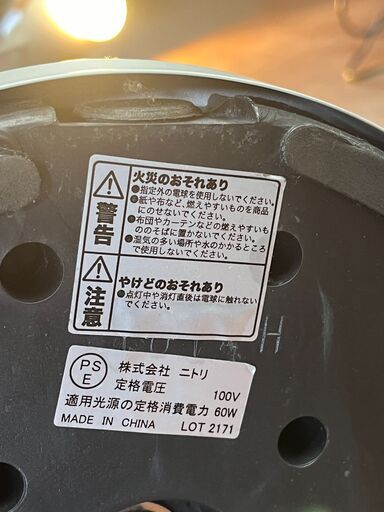 警告
火災のおそれあり
●指定外の電球を使用しないでください。
●紙や布など、燃えやすいものを商品
にのせないでください。
●布団やカーテンなどの燃えやすいも
ののそばに置かないでください。
●湿気の多い場所や水のかかるところ
で使用しないでください。
注意
やけどのおそれあり
●点灯中や消灯直後は電球に触れない
でください。
H
PS
E
株式会社 ニトリ
定格電圧 100V
適用光源の定格消費電力 60W
MADE IN CHINA LOT 2171